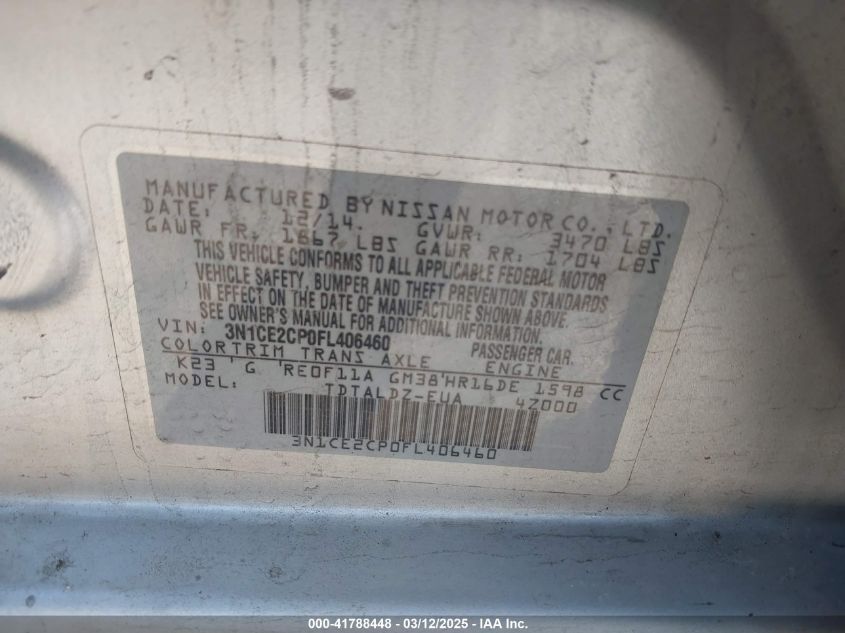 MANUFACTURED BY NISSAN MOTOR CO., LTD.
DATE: 12/14. GVWR: 3470 LBS
GAWR FR: 1867 LBS GAWR RR: 1704 LBS
THIS VEHICLE CONFORMS TO ALL APPLICABLE FEDERAL MOTOR
VEHICLE SAFETY, BUMPER AND THEFT PREVENTION STANDARDS
IN EFFECT ON THE DATE OF MANUFACTURE SHOWN ABOVE.
SEE OWNER'S MANUAL FOR ADDITIONAL INFORMATION
VIN: 3N1CE2CP0FL406460 PASSENGER CAR.
COLOR TRIM TRANS AXLE ENGINE
K23 'G 'RE0F11A GM38'HR16DE 1598 CC
MODEL: TDTALDZ-EUA 4Z000
3N1CE2CP0FL406460
000-41788448 - 03/12/2025 - IAA Inc.